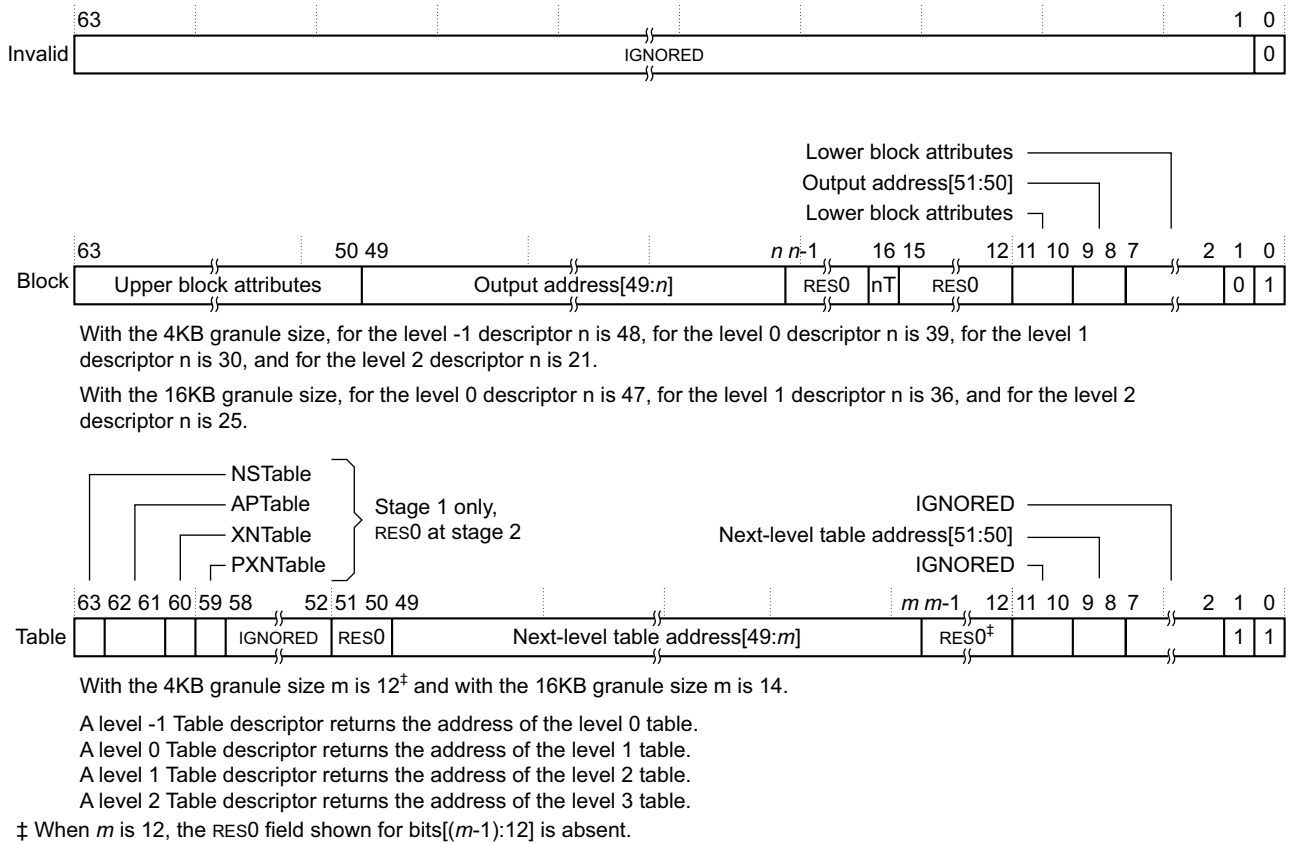 63 1 0
Invalid IGNORED 0
Lower block attributes
Output address[51:50]
Lower block attributes
63 50 49 n n-1 16 15 12 11 10 9 8 7 2 1 0
Block Upper block attributes Output address[49:n] RES0 nT RES0 0 1
With the 4KB granule size, for the level -1 descriptor n is 48, for the level 0 descriptor n is 39, for the level 1
descriptor n is 30, and for the level 2 descriptor n is 21.
With the 16KB granule size, for the level 0 descriptor n is 47, for the level 1 descriptor n is 36, and for the level 2
descriptor n is 25.
NSTable
APTable
XNTable
PXNTable
Stage 1 only,
RES0 at stage 2
IGNORED
Next-level table address[51:50]
IGNORED
63 62 61 60 59 58 52 51 50 49 m m-1 12 11 10 9 8 7 2 1 0
Table IGNORED RES0 Next-level table address[49:m] RES0‡ 1 1
With the 4KB granule size m is 12‡ and with the 16KB granule size m is 14.
A level -1 Table descriptor returns the address of the level 0 table.
A level 0 Table descriptor returns the address of the level 1 table.
A level 1 Table descriptor returns the address of the level 2 table.
A level 2 Table descriptor returns the address of the level 3 table.
‡ When m is 12, the RES0 field shown for bits[(m-1):12] is absent.